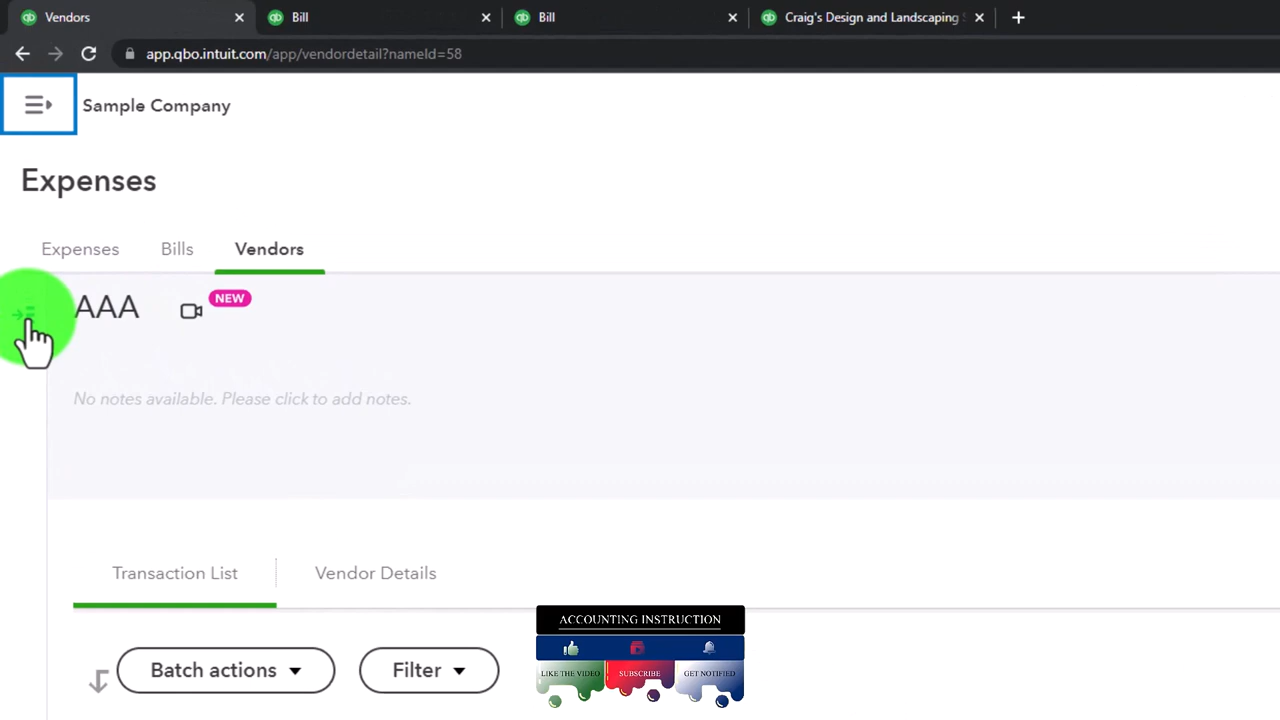 Vendors
Bill
Bill
Craig's Design and Landscaping
app.qbo.intuit.com/app/vendordetail?nameId=58
Sample Company
Expenses
Expenses
Bills
Vendors
AAA
NEW
No notes available. Please click to add notes.
Transaction List
Vendor Details
Batch actions
Filter
ACCOUNTING INSTRUCTION
LIKE THE VIDEO
SUBSCRIBE
GET NOTIFIED